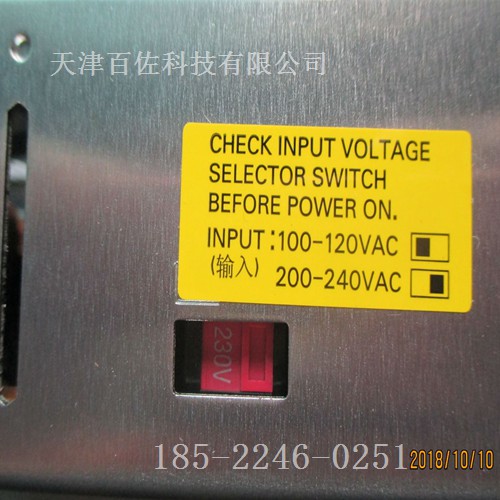 天津百佐科技有限公司
CHECK INPUT VOLTAGE
SELECTOR SWITCH
BEFORE POWER ON.
INPUT:100-120VAC
(输入) 200-240VAC
230V
185-2246-0251
2018/10/10